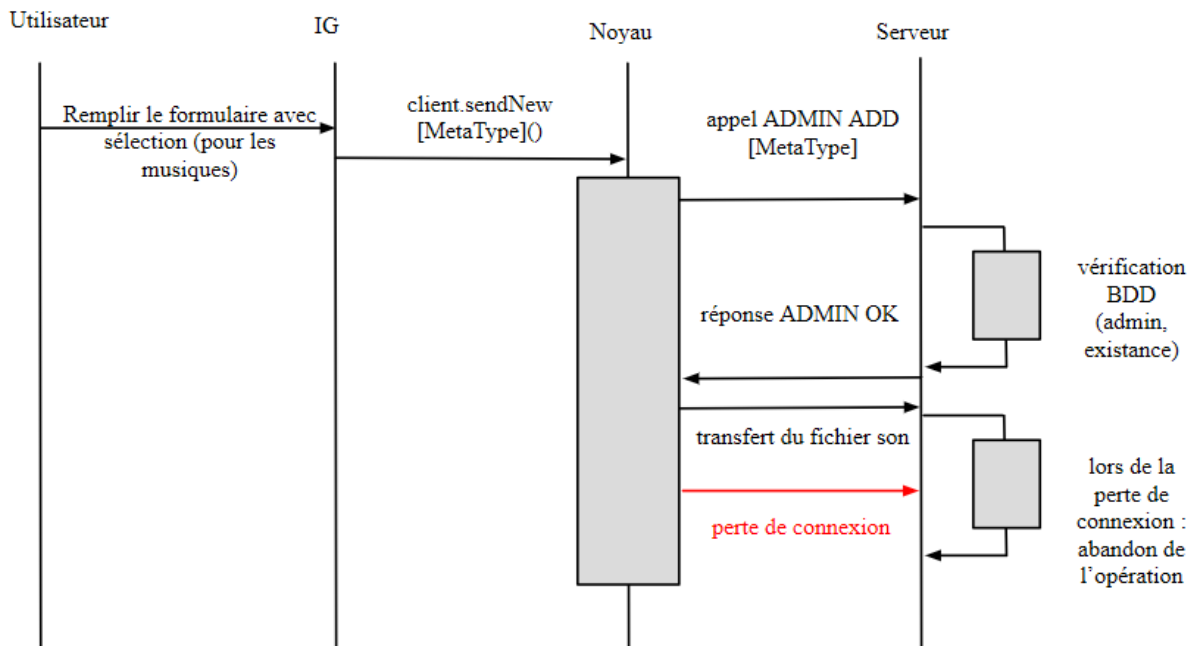 Utilisateur
IG
Noyau
Serveur
Remplir le formulaire avec
sélection (pour les
musiques)
client.sendNew
[MetaType]()
appel ADMIN ADD
[MetaType]
vérification
BDD
(admin,
existance)
réponse ADMIN OK
transfert du fichier son
perte de connexion
lors de la
perte de
connexion :
abandon de
l'opération